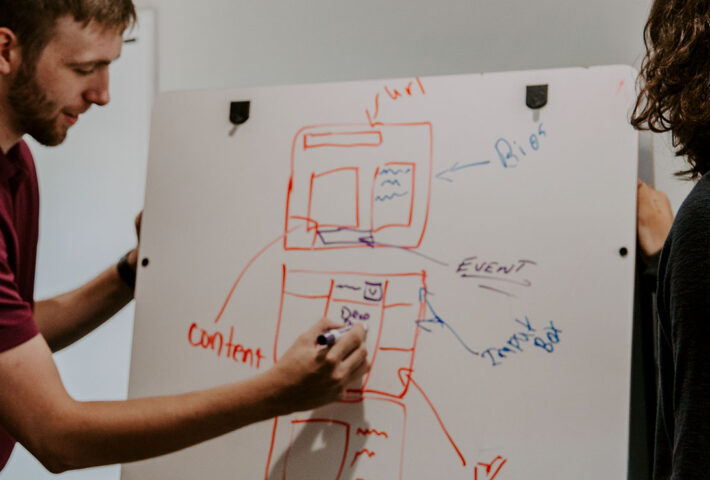 url
Bios
EVENT
V
content
Input
Box